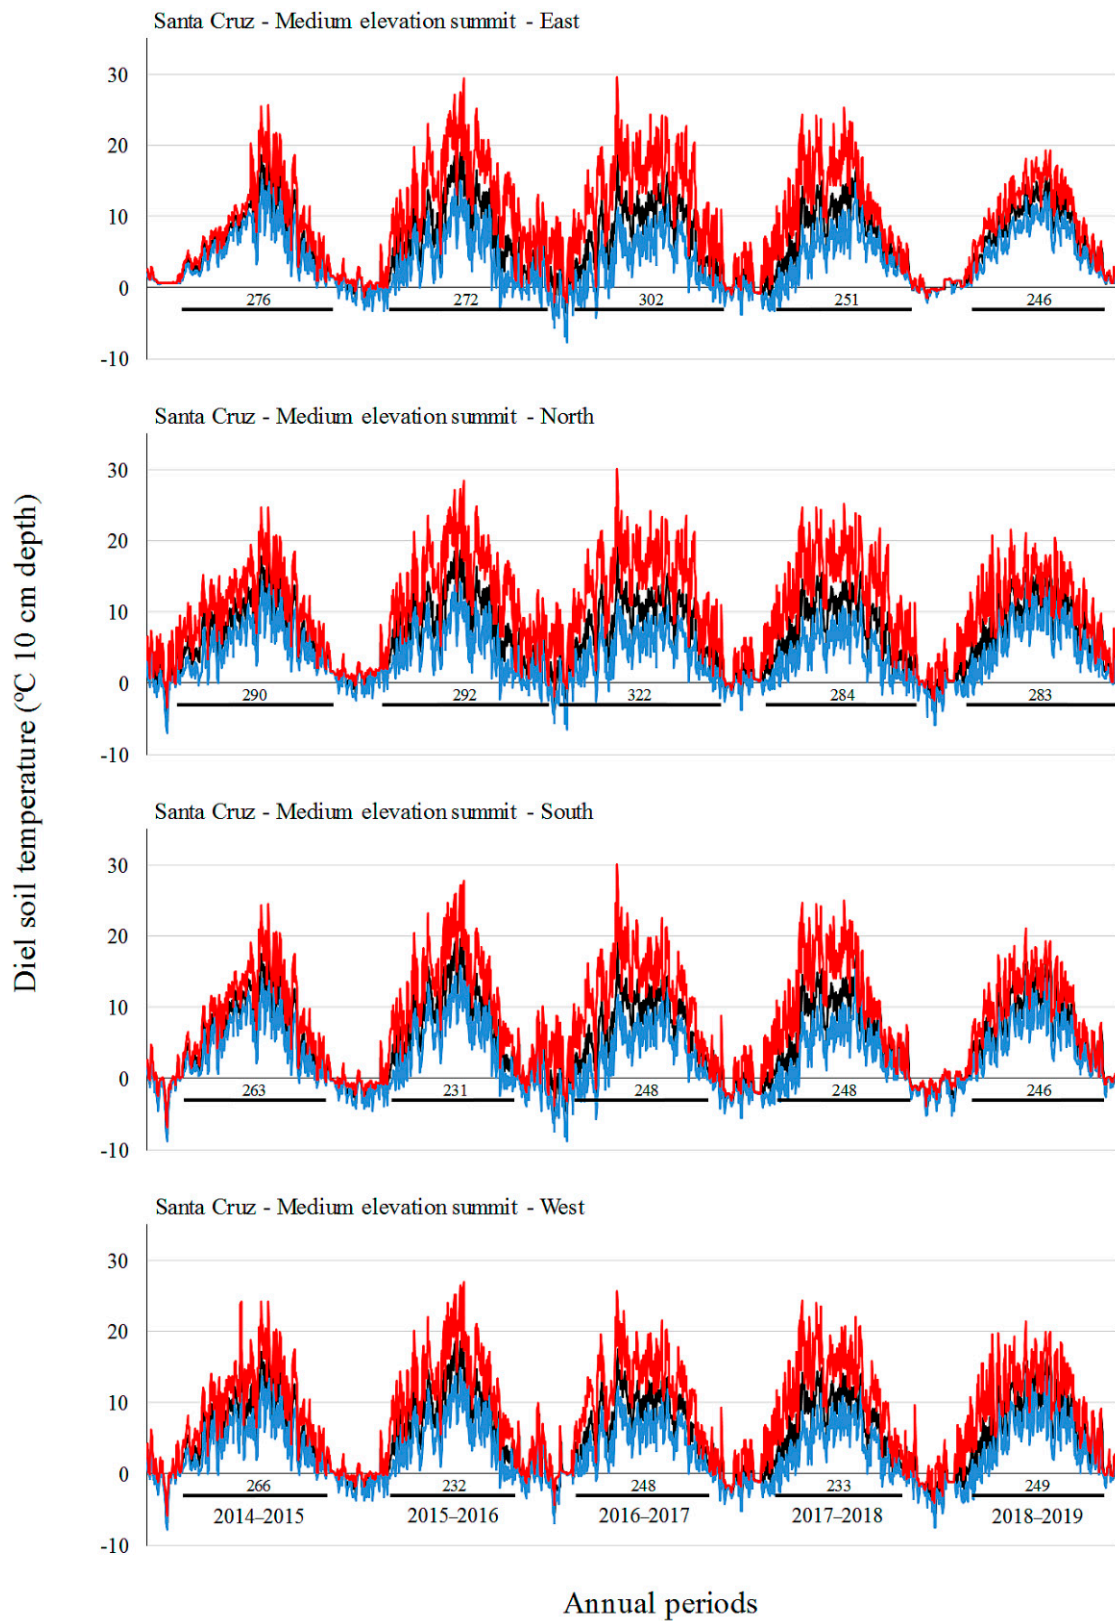 Santa Cruz - Medium elevation summit - East
30
20
10
0
-10
276 272 302 251 246
Santa Cruz - Medium elevation summit - North
30
20
10
0
-10
290 292 322 284 283
Santa Cruz - Medium elevation summit - South
30
20
10
0
-10
263 231 248 248 246
Santa Cruz - Medium elevation summit - West
30
20
10
0
-10
266 232 248 233 249
2014–2015 2015–2016 2016–2017 2017–2018 2018–2019
Diel soil temperature (ºC 10 cm depth)
Annual periods